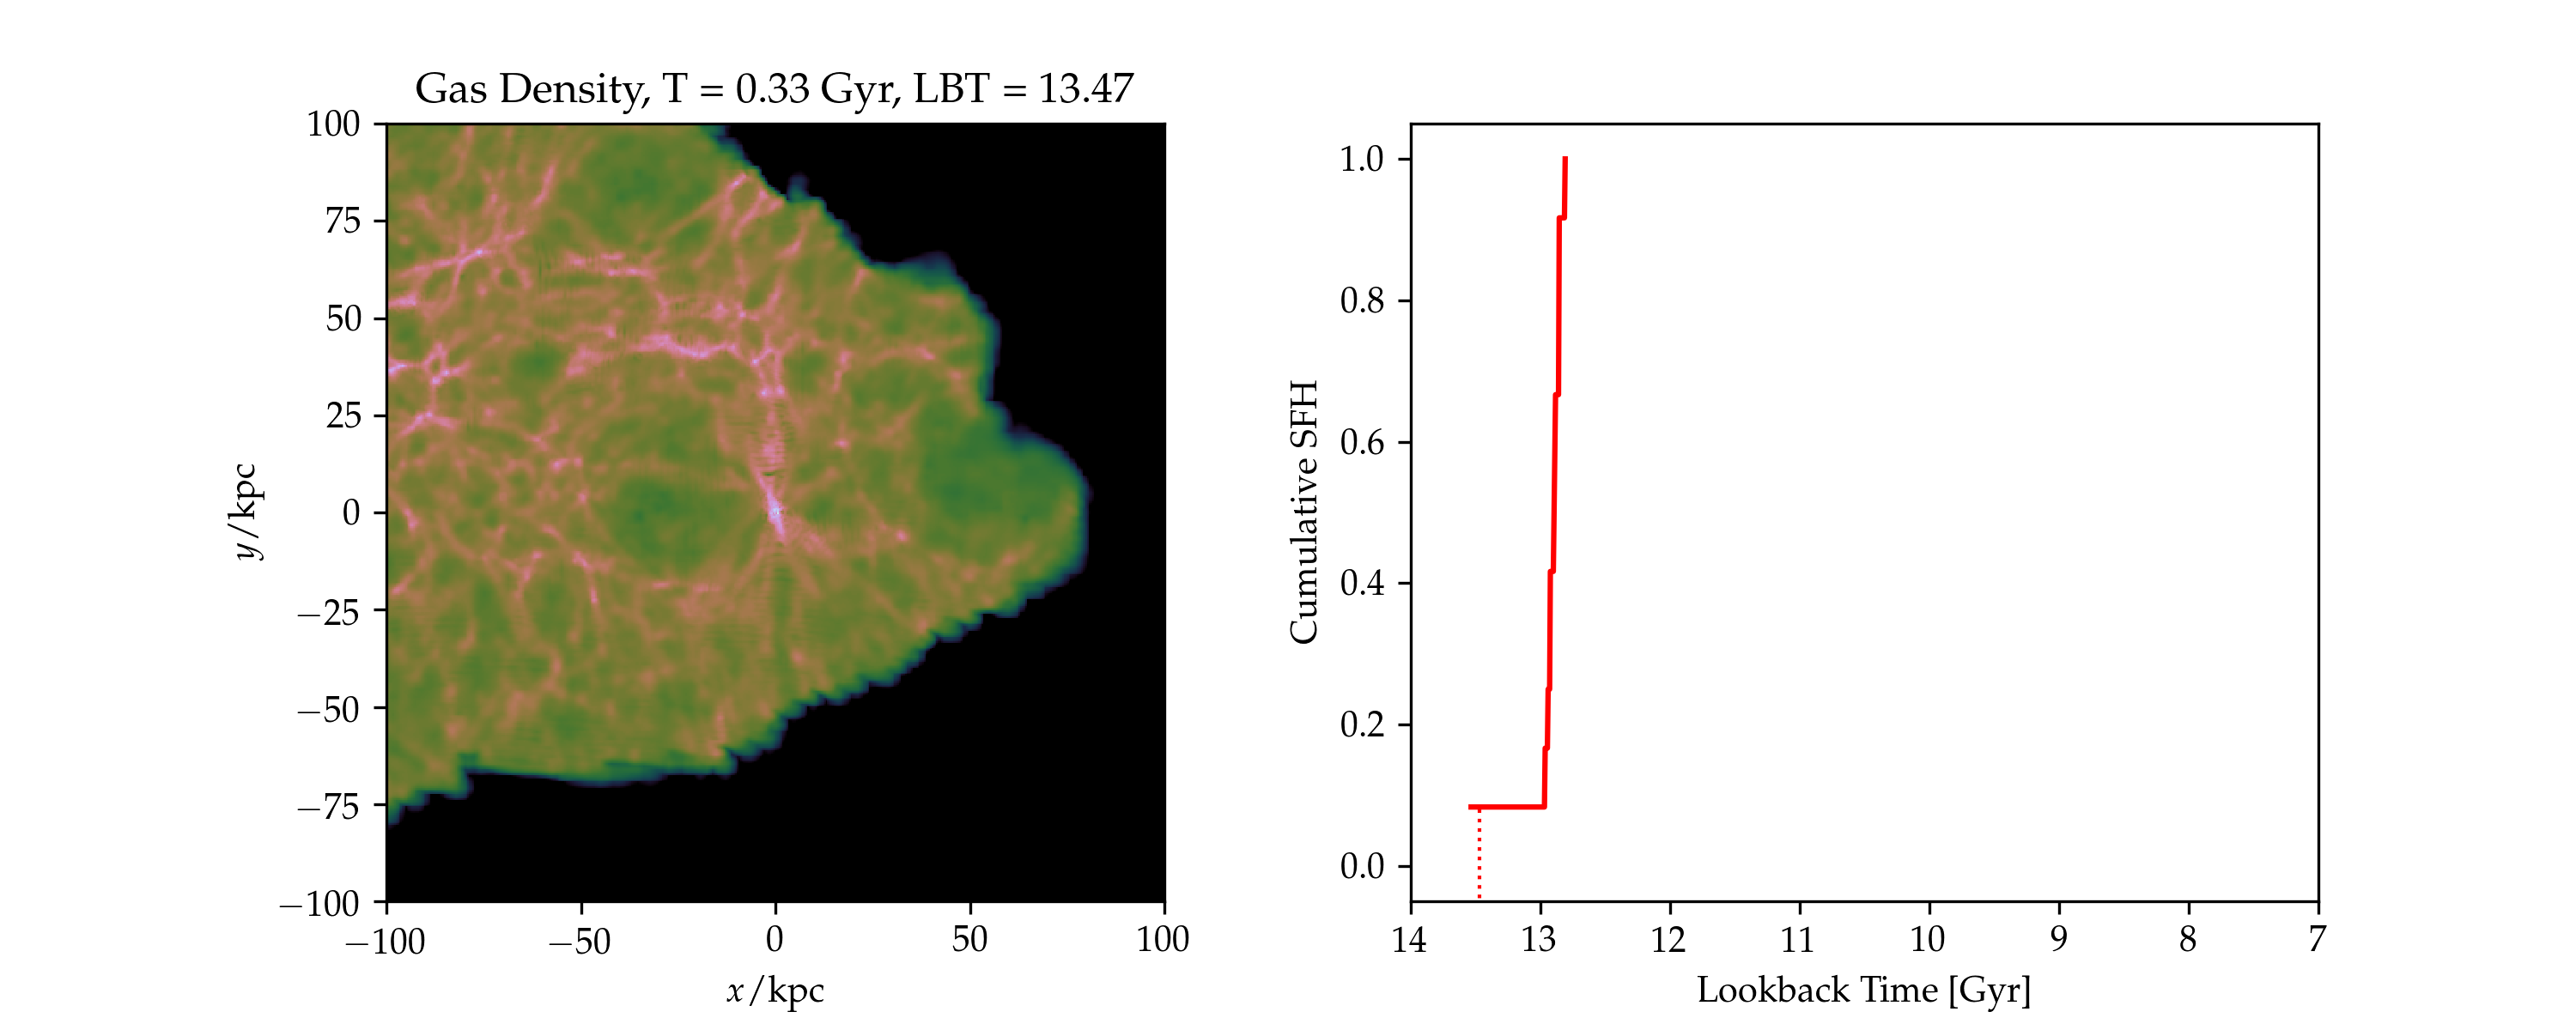 Gas Density, T = 0.33 Gyr, LBT = 13.47
100
75
50
25
0
−25
−50
−75
−100
y/kpc
−100 −50 0 50 100
x/kpc
1.0
0.8
0.6
0.4
0.2
0.0
Cumulative SFH
14 13 12 11 10 9 8 7
Lookback Time [Gyr]